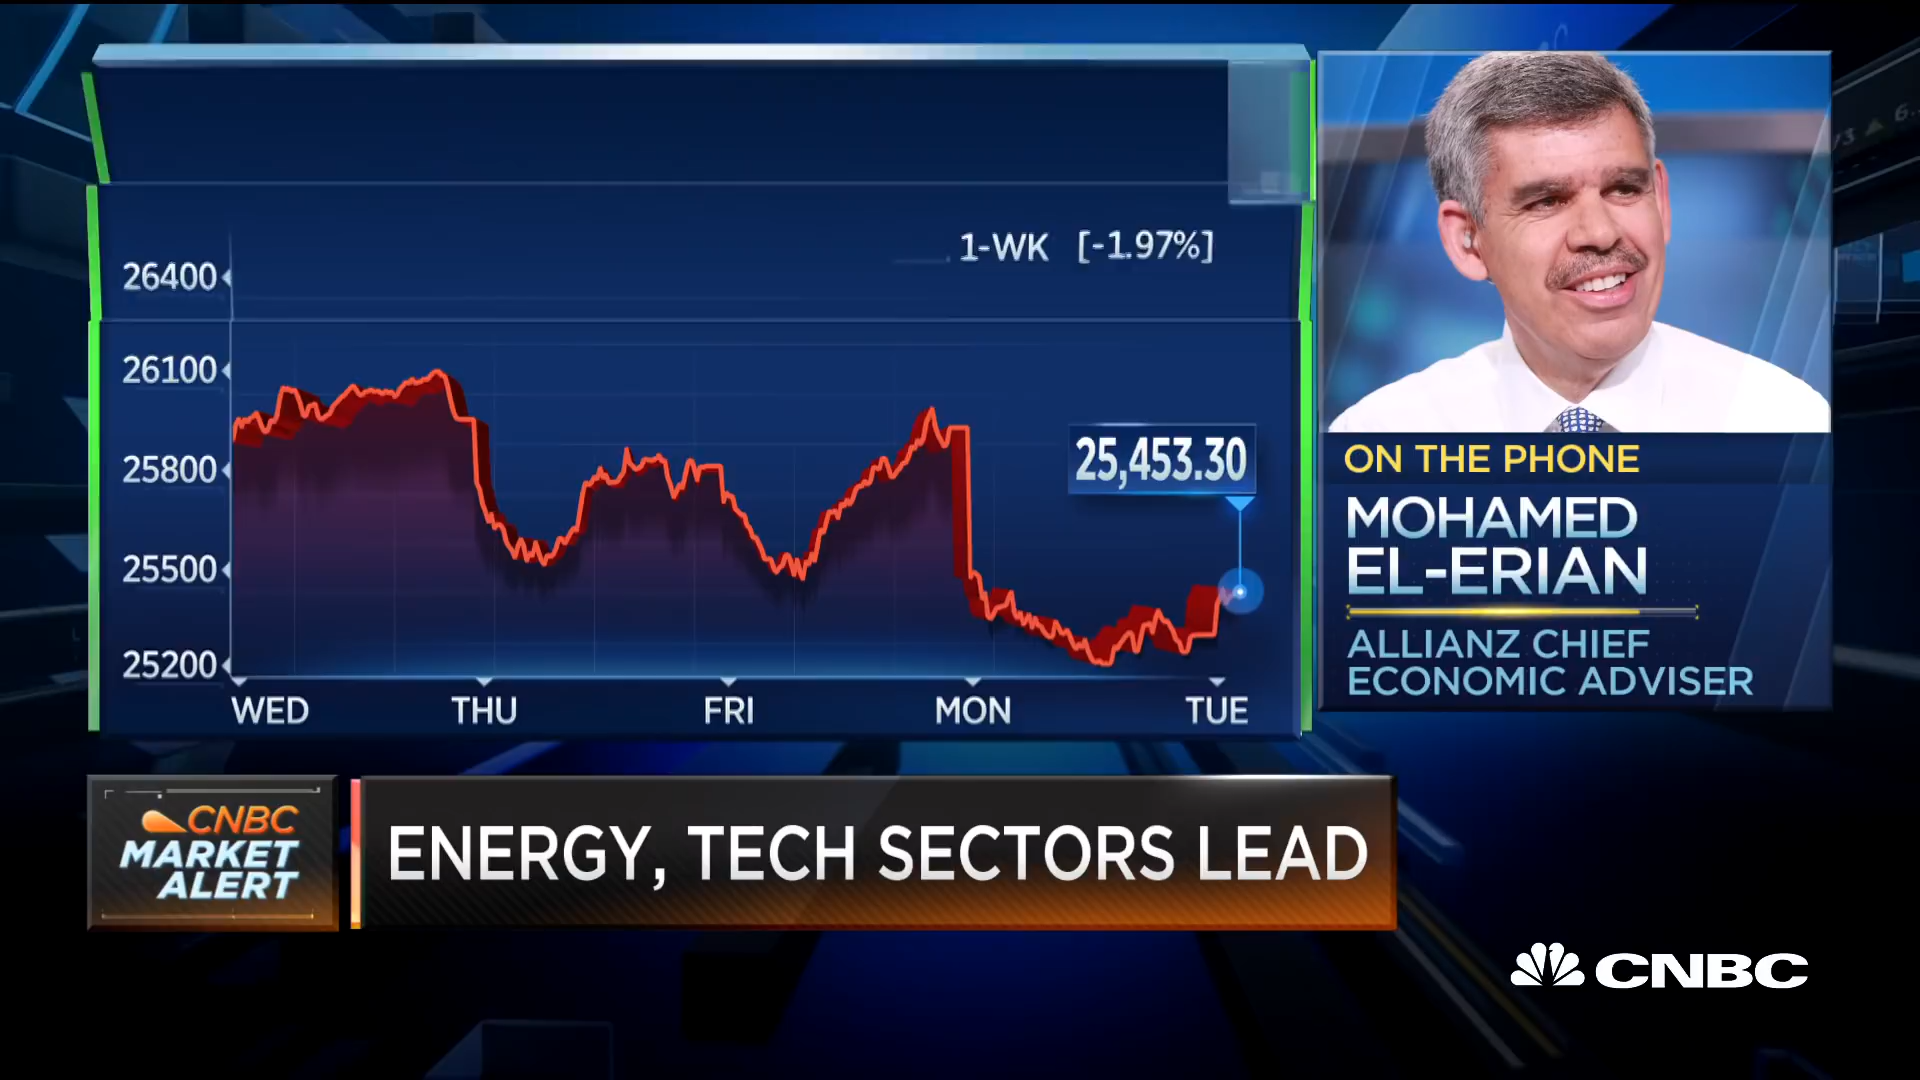 1-WK [-1.97%]
26400
26100
25800
25500
25200
25,453.30
WED THU FRI MON TUE
ON THE PHONE
MOHAMED
EL-ERIAN
ALLIANZ CHIEF
ECONOMIC ADVISER
CNBC
MARKET
ALERT
ENERGY, TECH SECTORS LEAD
CNBC